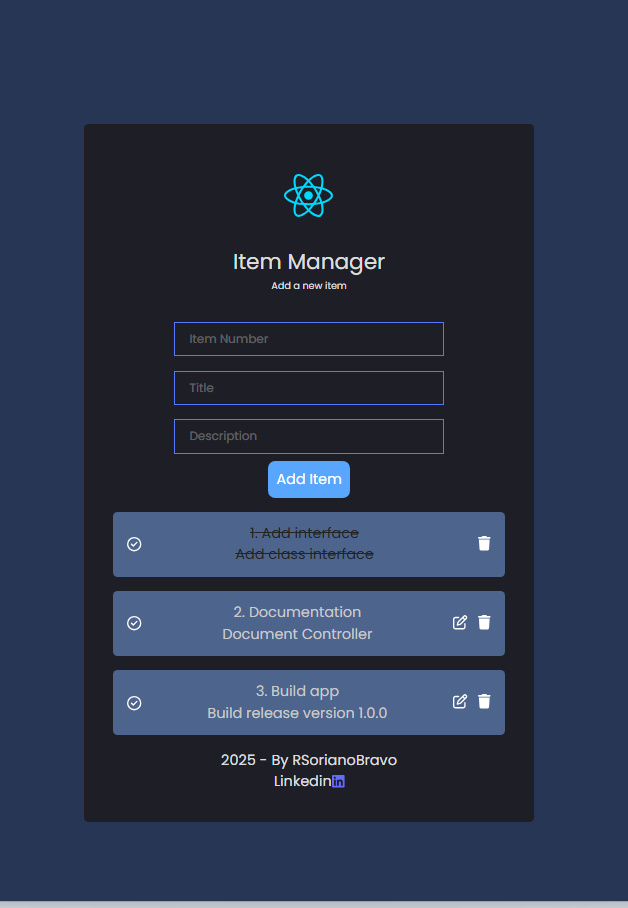 Item Manager
Add a new item
Item Number
Title
Description
Add Item
1. Add interface
Add class interface
2. Documentation
Document Controller
3. Build app
Build release version 1.0.0
2025 - By RSorianoBravo
Linkedin